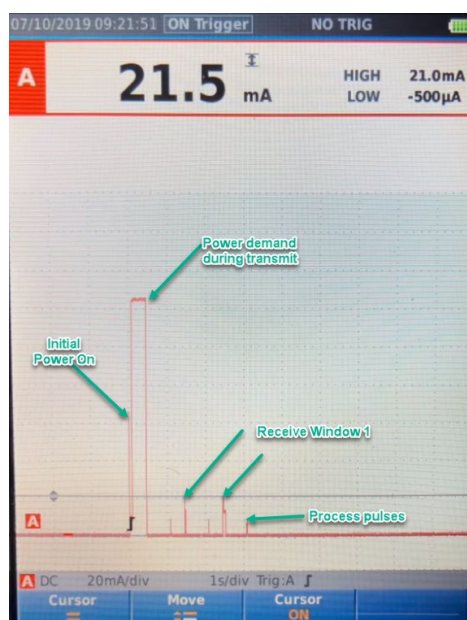 07/10/2019 09:21:51 ON Trigger NO TRIG
A 21.5 mA
HIGH 21.0mA
LOW -500µA
Power demand
during transmit
Initial
Power On
Receive Window 1
Process pulses
A
A DC 20mA/div 1s/div Trig:A
Cursor Move Cursor
ON